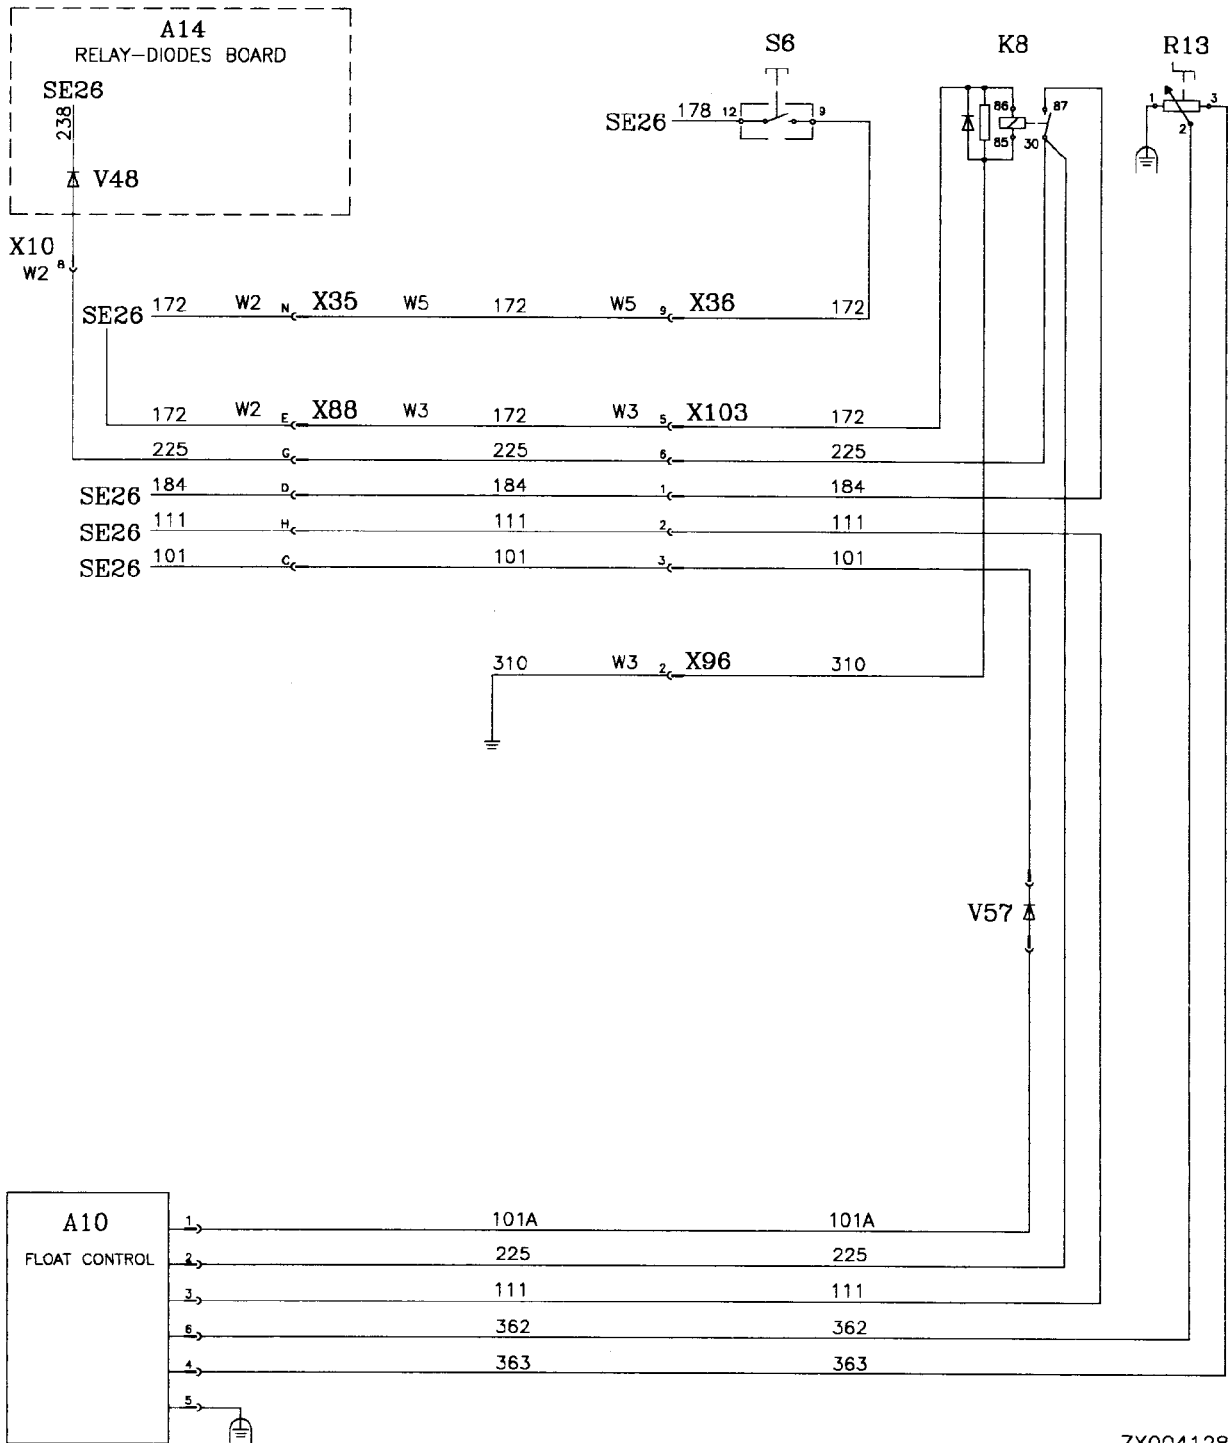 A14
RELAY-DIODES BOARD
SE26
238
V48
X10
W2 8
S6
SE26 178 12 9
K8
86 87
85 30
R13
1 3
2
SE26 172 W2 N X35 W5 172 W5 9 X36 172
172 W2 E X88 W3 172 W3 5 X103 172
225 G 225 6 225
SE26 184 D 184 1 184
SE26 111 H 111 2 111
SE26 101 C 101 3 101
310 W3 2 X96 310
V57
A10
FLOAT CONTROL
1 101A 101A
2 225 225
3 111 111
6 362 362
4 363 363
5